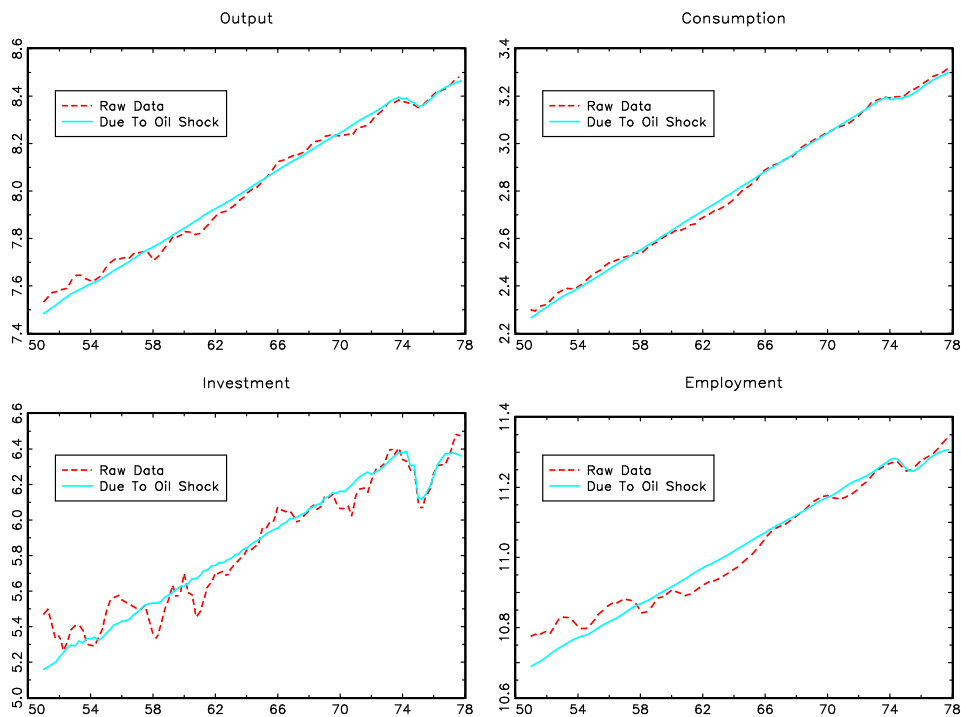 Output
8.6
8.4
8.2
8.0
7.8
7.6
7.4
Raw Data
Due To Oil Shock
50 54 58 62 66 70 74 78
Consumption
3.4
3.2
3.0
2.8
2.6
2.4
2.2
Raw Data
Due To Oil Shock
50 54 58 62 66 70 74 78
Investment
6.6
6.4
6.2
6.0
5.8
5.6
5.4
5.2
5.0
Raw Data
Due To Oil Shock
50 54 58 62 66 70 74 78
Employment
11.4
11.2
11.0
10.8
10.6
Raw Data
Due To Oil Shock
50 54 58 62 66 70 74 78